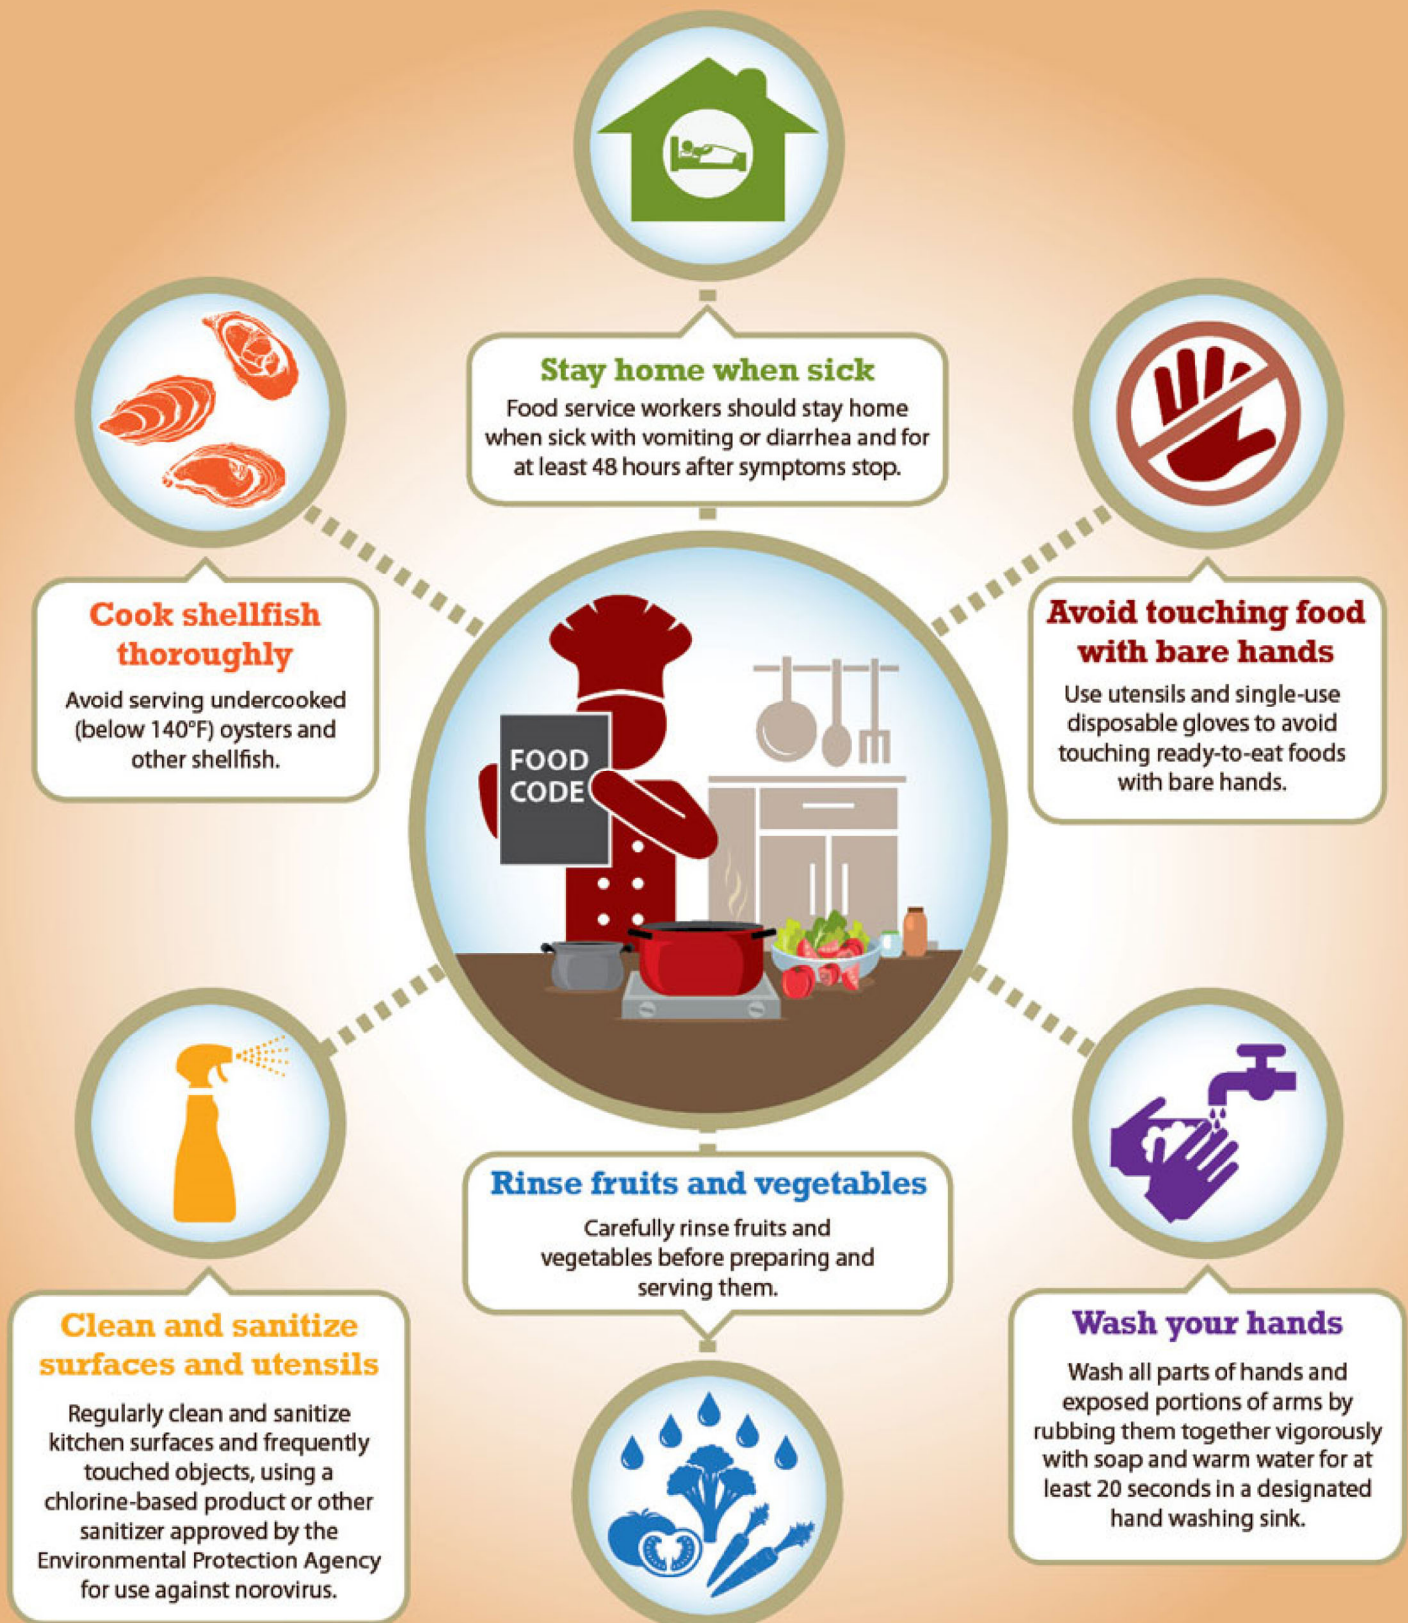 Stay home when sick
Food service workers should stay home
when sick with vomiting or diarrhea and for
at least 48 hours after symptoms stop.
Cook shellfish
thoroughly
Avoid serving undercooked
(below 140°F) oysters and
other shellfish.
Avoid touching food
with bare hands
Use utensils and single-use
disposable gloves to avoid
touching ready-to-eat foods
with bare hands.
FOOD
CODE
Clean and sanitize
surfaces and utensils
Regularly clean and sanitize
kitchen surfaces and frequently
touched objects, using a
chlorine-based product or other
sanitizer approved by the
Environmental Protection Agency
for use against norovirus.
Rinse fruits and vegetables
Carefully rinse fruits and
vegetables before preparing and
serving them.
Wash your hands
Wash all parts of hands and
exposed portions of arms by
rubbing them together vigorously
with soap and warm water for at
least 20 seconds in a designated
hand washing sink.